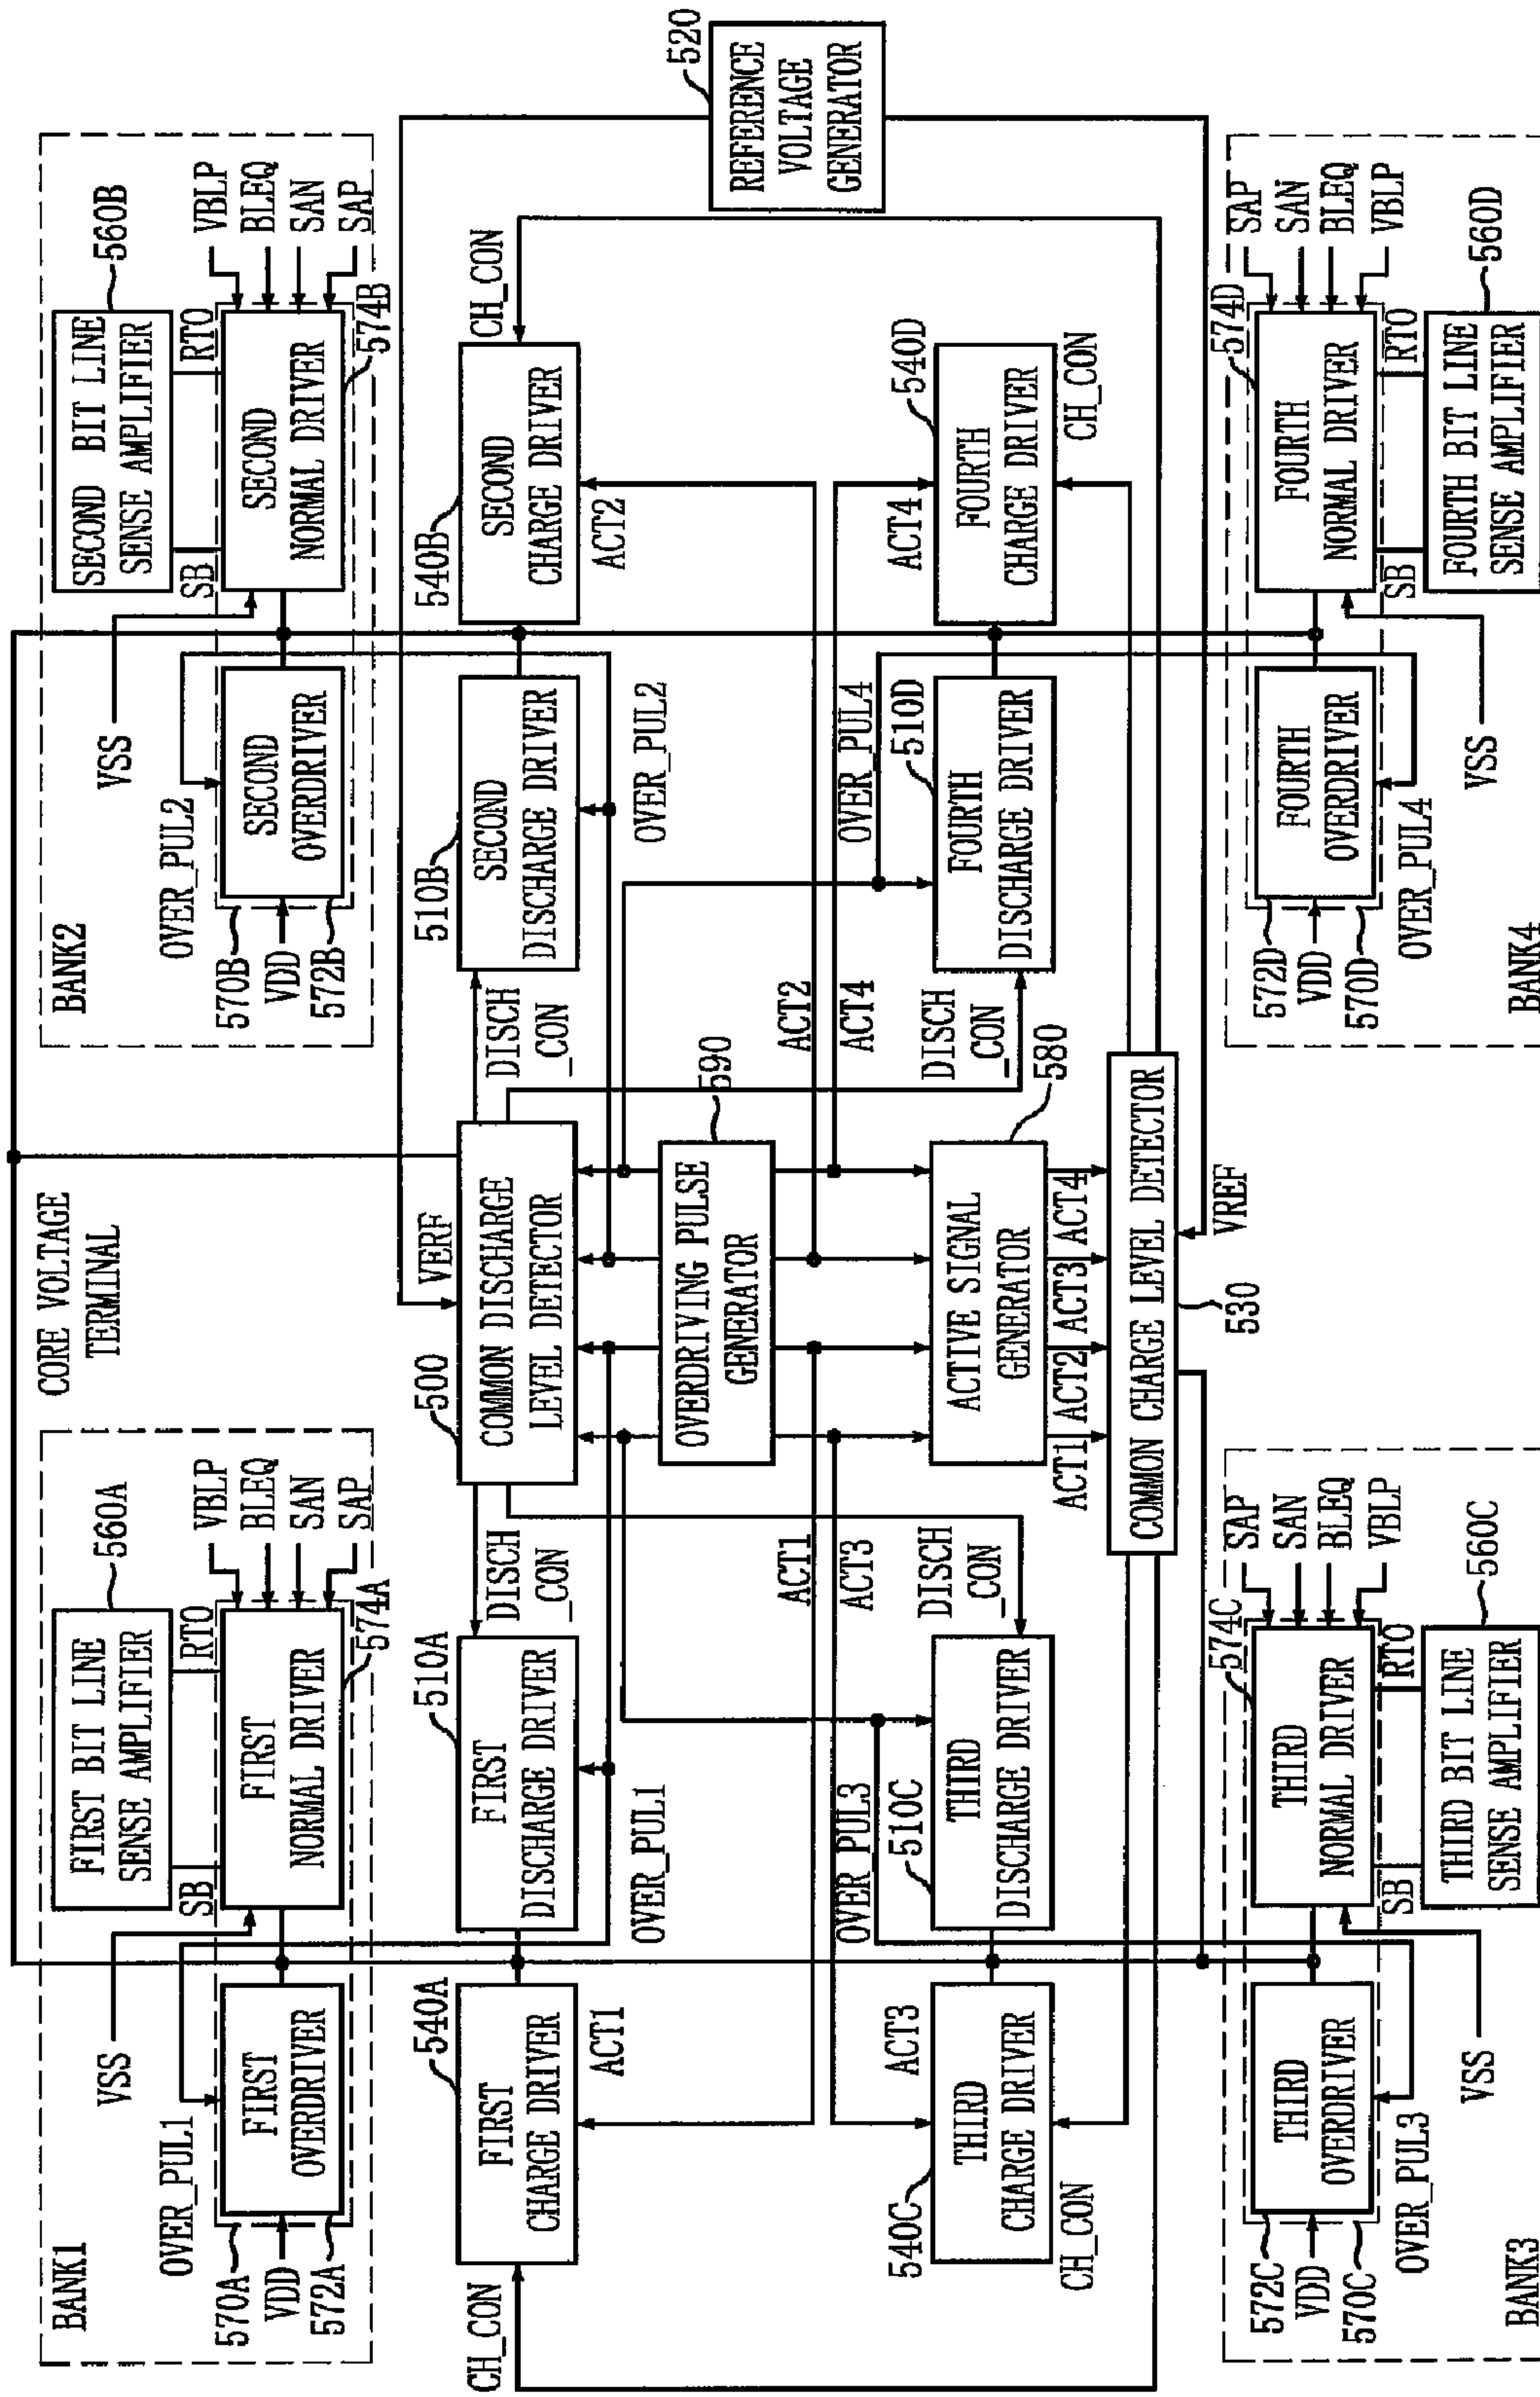 BANK1
570A
OVER_PUL1
VDD
572A
FIRST
OVERDRIVER
VSS
SB
RTO
FIRST BIT LINE
SENSE AMPLIFIER
560A
FIRST
NORMAL DRIVER
574A
VBLP
BLEQ
SAN
SAP
CORE VOLTAGE
TERMINAL
BANK2
570B
OVER_PUL2
VDD
572B
SECOND
OVERDRIVER
VSS
SB
RTO
SECOND BIT LINE
SENSE AMPLIFIER
560B
SECOND
NORMAL DRIVER
574B
VBLP
BLEQ
SAN
SAP
CH_CON
540A
FIRST
CHARGE DRIVER
ACT1
510A
FIRST
DISCHARGE DRIVER
OVER_PUL1
DISCH
_CON
500
COMMON DISCHARGE
LEVEL DETECTOR
VERF
DISCH
_CON
510B
SECOND
DISCHARGE DRIVER
OVER_PUL2
540B
SECOND
CHARGE DRIVER
ACT2
CH_CON
520
REFERENCE
VOLTAGE
GENERATOR
OVERDRIVING PULSE
GENERATOR
590
ACT1
ACT3
ACT2
ACT4
540C
ACT3
THIRD
CHARGE DRIVER
CH_CON
OVER_PUL3
510C
THIRD
DISCHARGE DRIVER
DISCH
_CON
ACTIVE SIGNAL
GENERATOR
580
ACT1
ACT2
ACT3
ACT4
DISCH
_CON
OVER_PUL4
510D
FOURTH
DISCHARGE DRIVER
ACT4
540D
FOURTH
CHARGE DRIVER
CH_CON
COMMON CHARGE LEVEL DETECTOR
530
VREF
572C
VDD
570C
THIRD
OVERDRIVER
OVER_PUL3
VSS
574C
THIRD
NORMAL DRIVER
SAP
SAN
BLEQ
VBLP
SB
RTO
THIRD BIT LINE
SENSE AMPLIFIER
560C
BANK3
572D
VDD
570D
FOURTH
OVERDRIVER
OVER_PUL4
VSS
574D
FOURTH
NORMAL DRIVER
SAP
SAN
BLEQ
VBLP
SB
RTO
FOURTH BIT LINE
SENSE AMPLIFIER
560D
BANK4